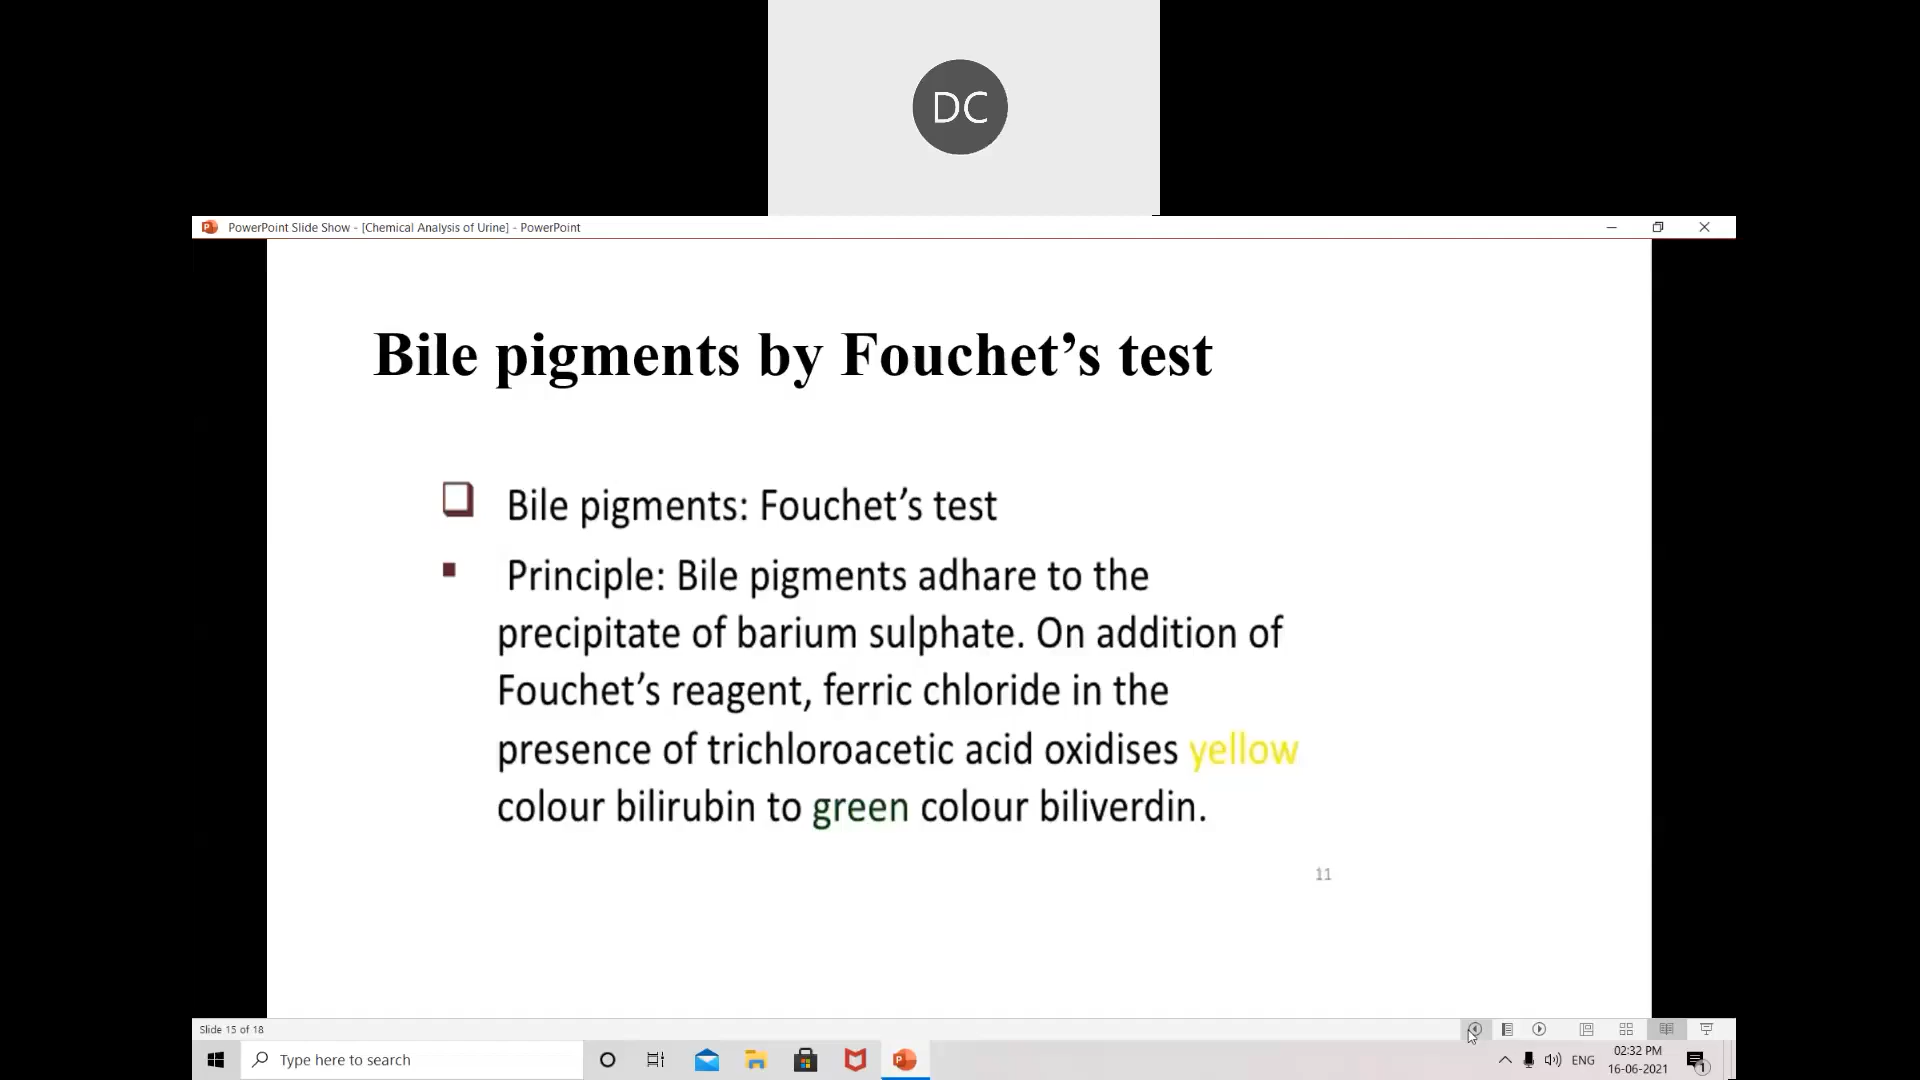 DC
PowerPoint Slide Show - [Chemical Analysis of Urine] - PowerPoint
Bile pigments by Fouchet’s test
Bile pigments: Fouchet’s test
Principle: Bile pigments adhare to the
precipitate of barium sulphate. On addition of
Fouchet’s reagent, ferric chloride in the
presence of trichloroacetic acid oxidises yellow
colour bilirubin to green colour biliverdin.
11
Slide 15 of 18
Type here to search
ENG
02:32 PM
16-06-2021
1